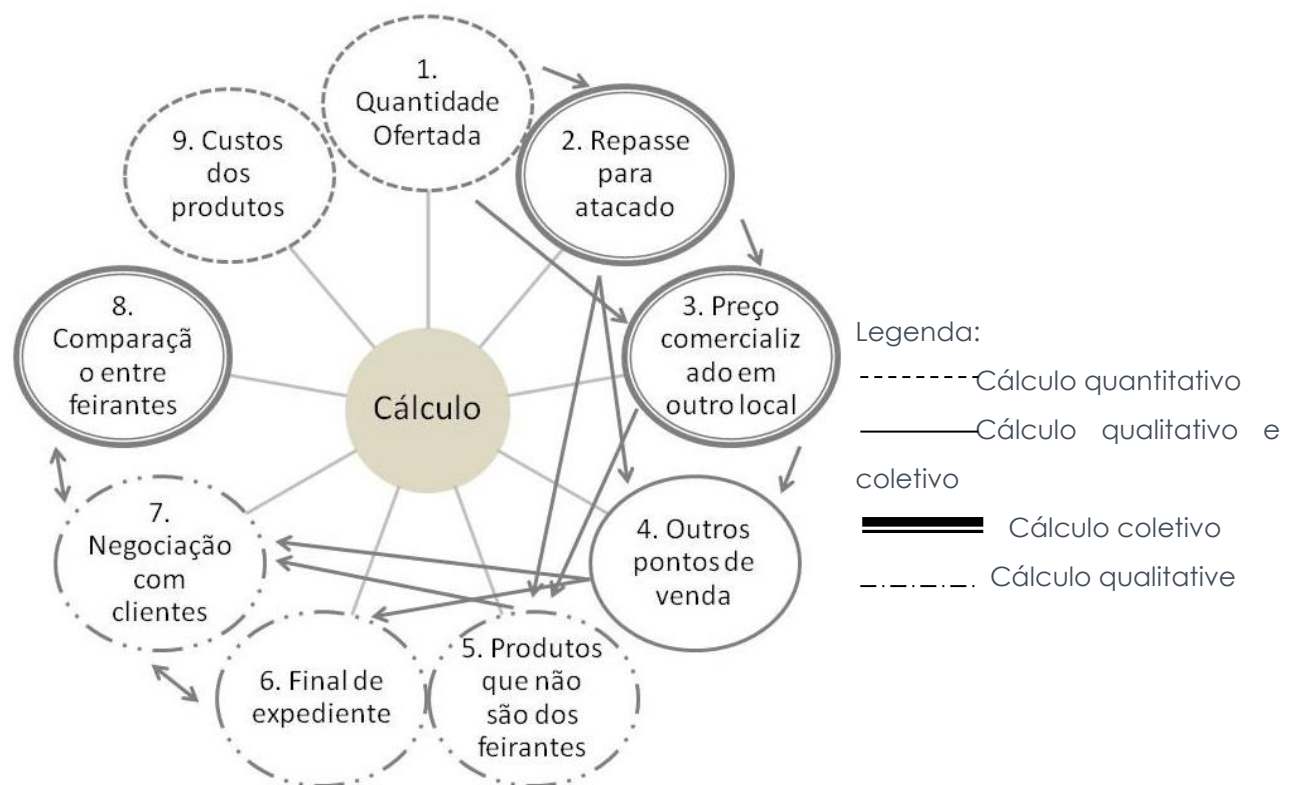 1.
Quantidade
Ofertada
2. Repasse
para
atacado
3. Preço
comercializ
ado em
outro local
4. Outros
pontos de
venda
5. Produtos
que não
são dos
feirantes
6. Final de
expediente
7.
Negociação
com
clientes
8.
Comparaçã
o entre
feirantes
9. Custos
dos
produtos
Cálculo
Legenda:
Cálculo quantitativo
Cálculo qualitativo e
coletivo
Cálculo coletivo
Cálculo qualitative